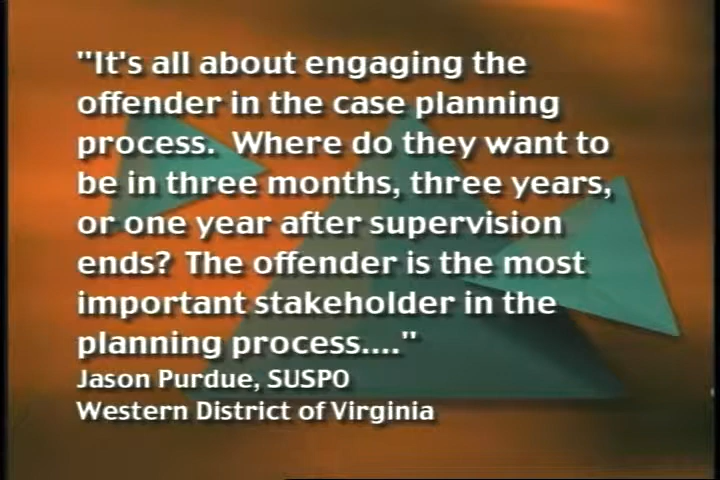 "It's all about engaging the
offender in the case planning
process.  Where do they want to
be in three months, three years,
or one year after supervision
ends?  The offender is the most
important stakeholder in the
planning process...."
Jason Purdue, SUSPO
Western District of Virginia